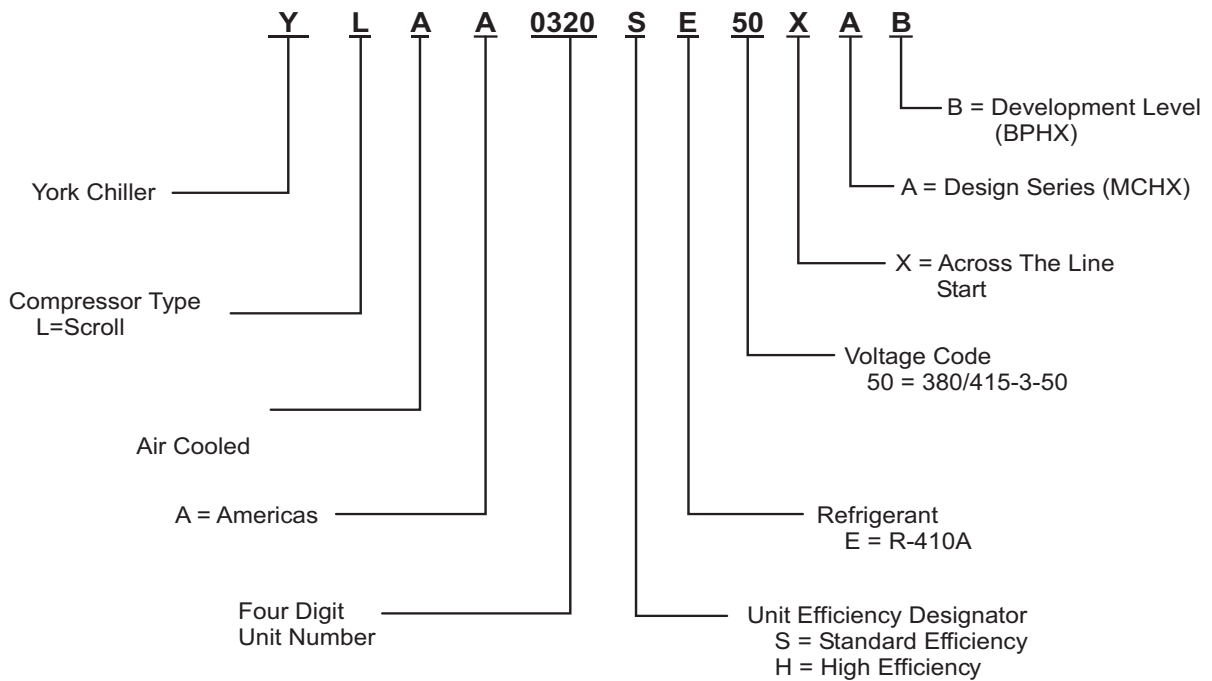 Y L A A 0320 S E 50 X A B
B = Development Level
(BPHX)
York Chiller
A = Design Series (MCHX)
X = Across The Line
Start
Compressor Type
L=Scroll
Voltage Code
50 = 380/415-3-50
Air Cooled
A = Americas
Refrigerant
E = R-410A
Four Digit
Unit Number
Unit Efficiency Designator
S = Standard Efficiency
H = High Efficiency